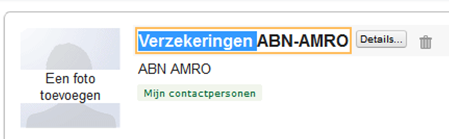 Verzekeringen ABN-AMRO Details...
Een foto
toevoegen
ABN AMRO
Mijn contactpersonen